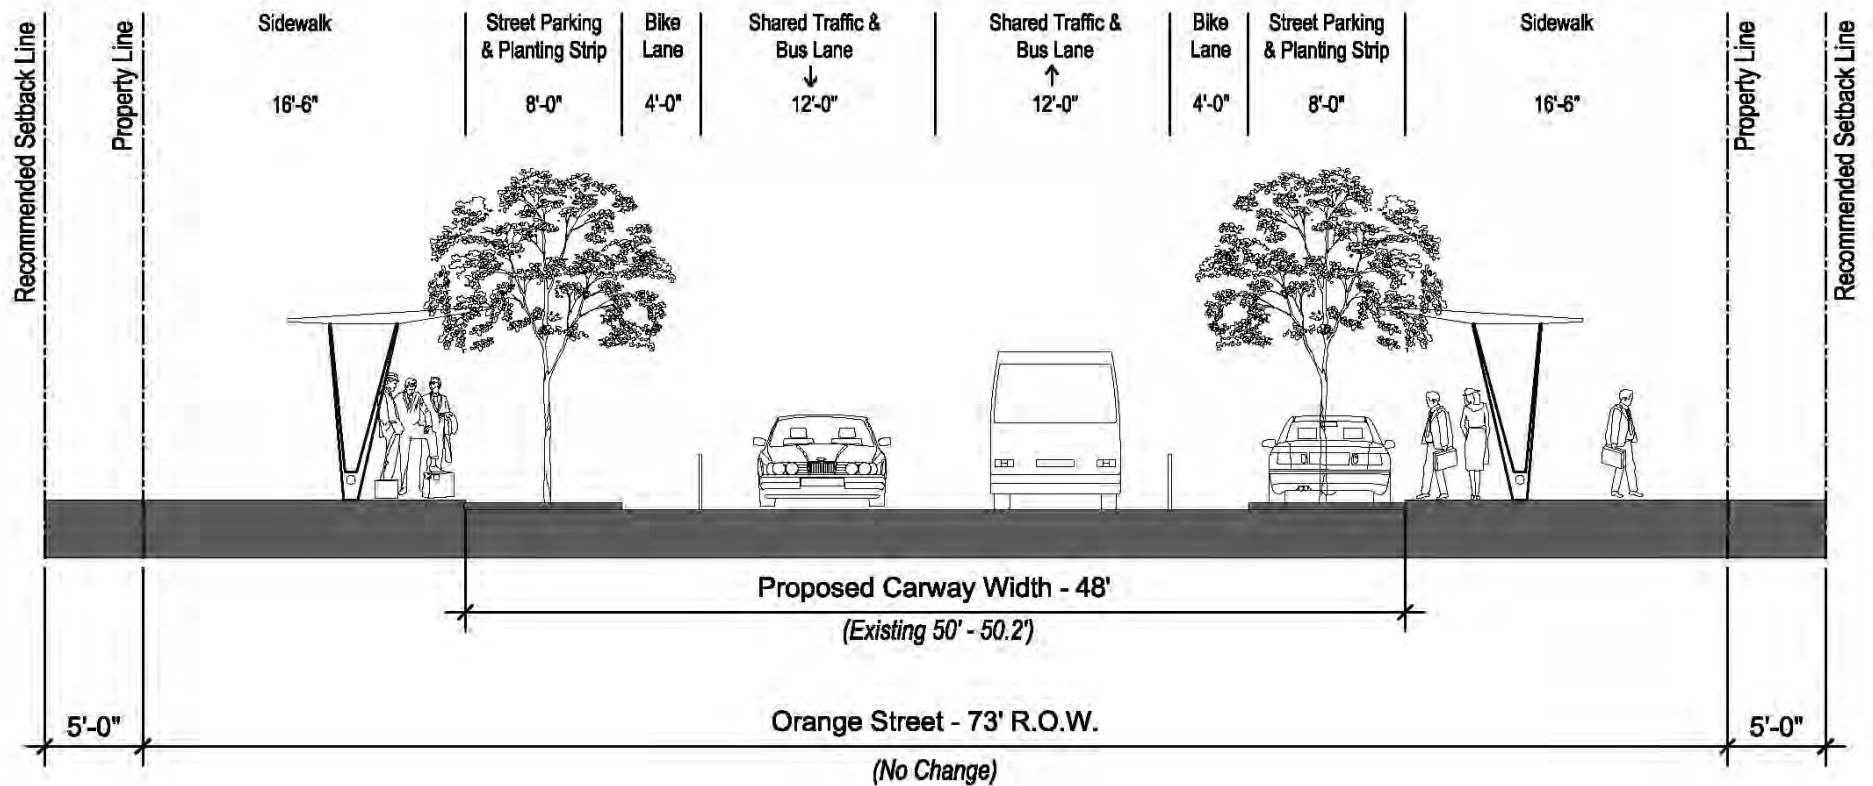 Recommended Setback Line
Property Line
Sidewalk
16'-6"
Street Parking
& Planting Strip
8'-0"
Bike
Lane
4'-0"
Shared Traffic &
Bus Lane
↓
12'-0"
Shared Traffic &
Bus Lane
↑
12'-0"
Bike
Lane
4'-0"
Street Parking
& Planting Strip
8'-0"
Sidewalk
16'-6"
Property Line
Recommended Setback Line
Proposed Carway Width - 48'
(Existing 50' - 50.2')
5'-0"
Orange Street - 73' R.O.W.
5'-0"
(No Change)